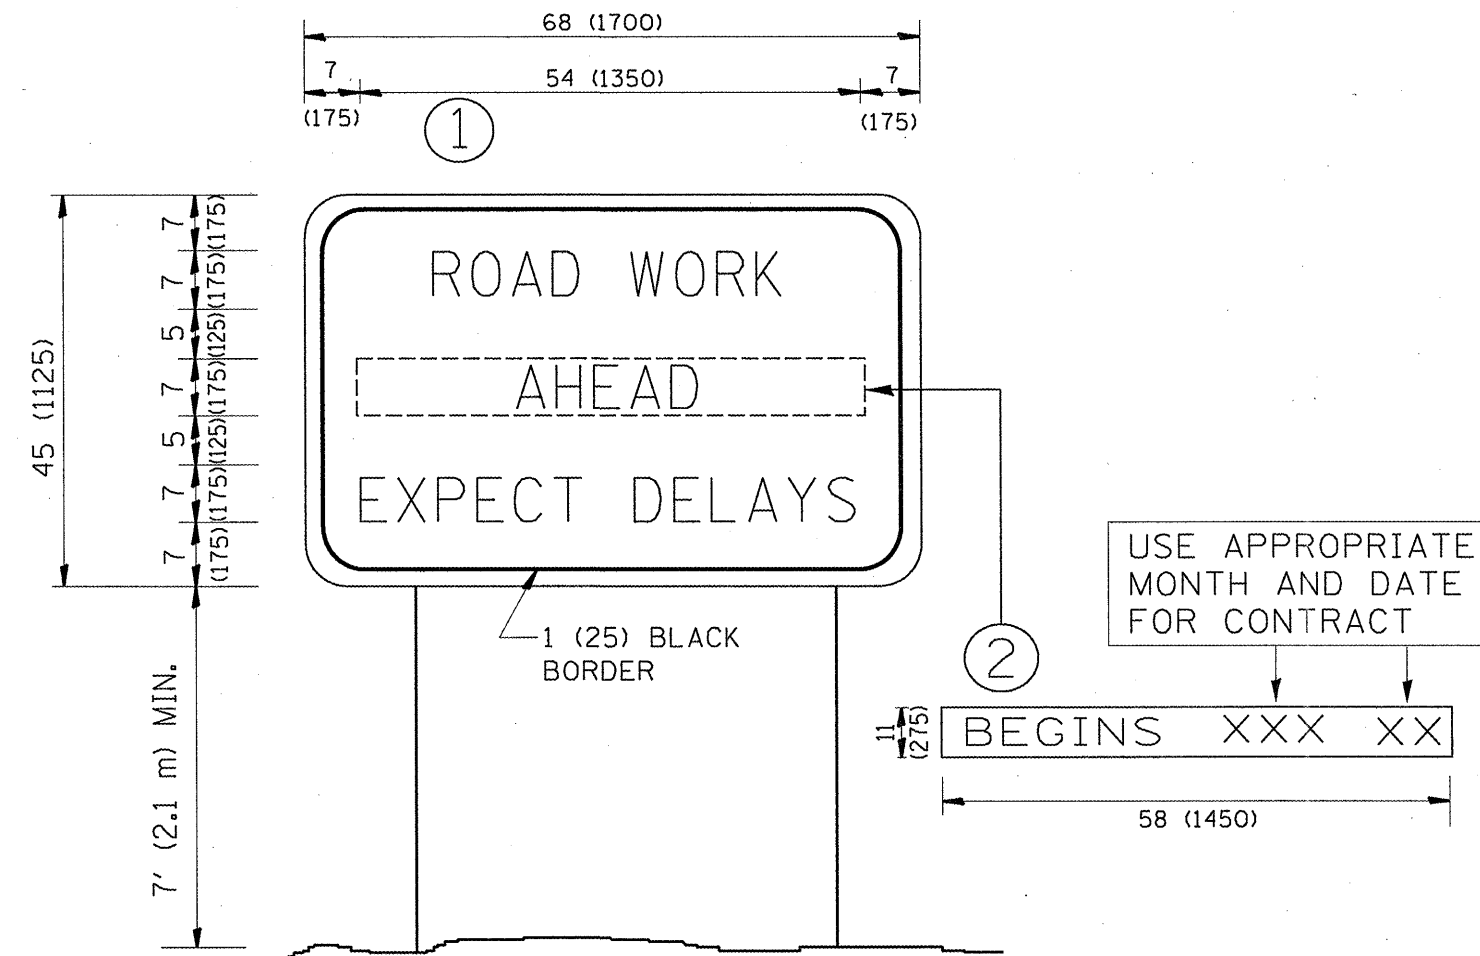 68 (1700)
7 54 (1350) 7
(175) (175)
1
45 (1125)
7 (175)
7 (175)
5 (125)
7 (175)
5 (125)
7 (175)
7 (175)
ROAD WORK
AHEAD
EXPECT DELAYS
1 (25) BLACK
BORDER
7' (2.1 m) MIN.
2
USE APPROPRIATE
MONTH AND DATE
FOR CONTRACT
11 (275)
BEGINS XXX XX
58 (1450)